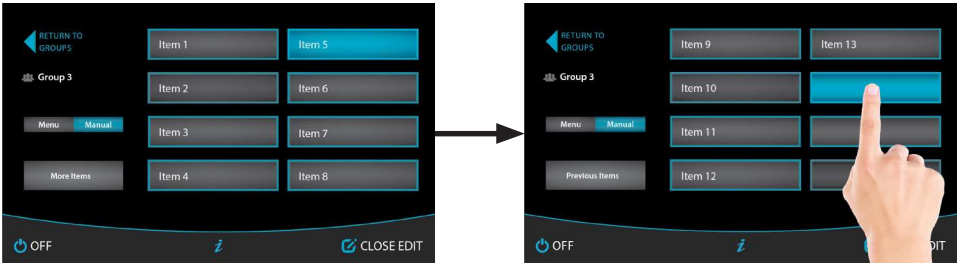 RETURN TO
GROUPS
Group 3
Menu Manual
More Items
Item 1
Item 2
Item 3
Item 4
Item 5
Item 6
Item 7
Item 8
OFF
i
CLOSE EDIT
RETURN TO
GROUPS
Group 3
Menu Manual
Previous Items
Item 9
Item 10
Item 11
Item 12
Item 13
OFF
i